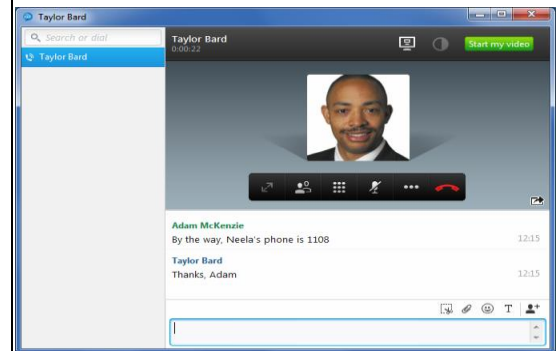 Taylor Bard
Search or dial
Taylor Bard
Taylor Bard
0:00:22
Start my video
Adam McKenzie
By the way, Neela's phone is 1108
12:15
Taylor Bard
Thanks, Adam
12:15
T